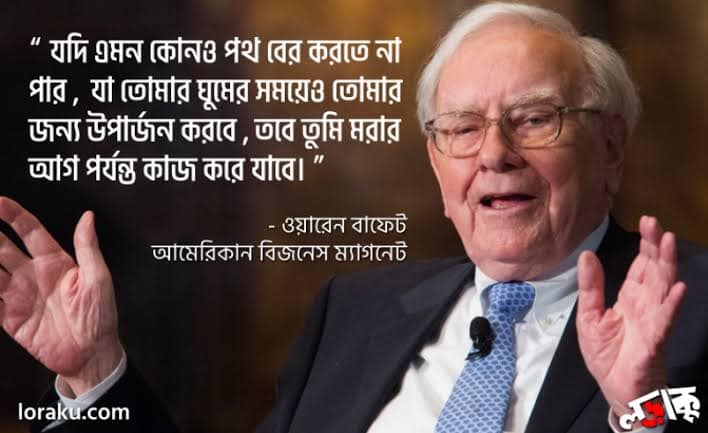 “ যদি এমন কোনও পথ বের করতে না
পার , যা তোমার ঘুমের সময়েও তোমার
জন্য উপার্জন করবে , তবে তুমি মরার
আগ পর্যন্ত কাজ করে যাবে। ”
- ওয়ারেন বাফেট
আমেরিকান বিজনেস ম্যাগনেট
loraku.com
লড়াকু